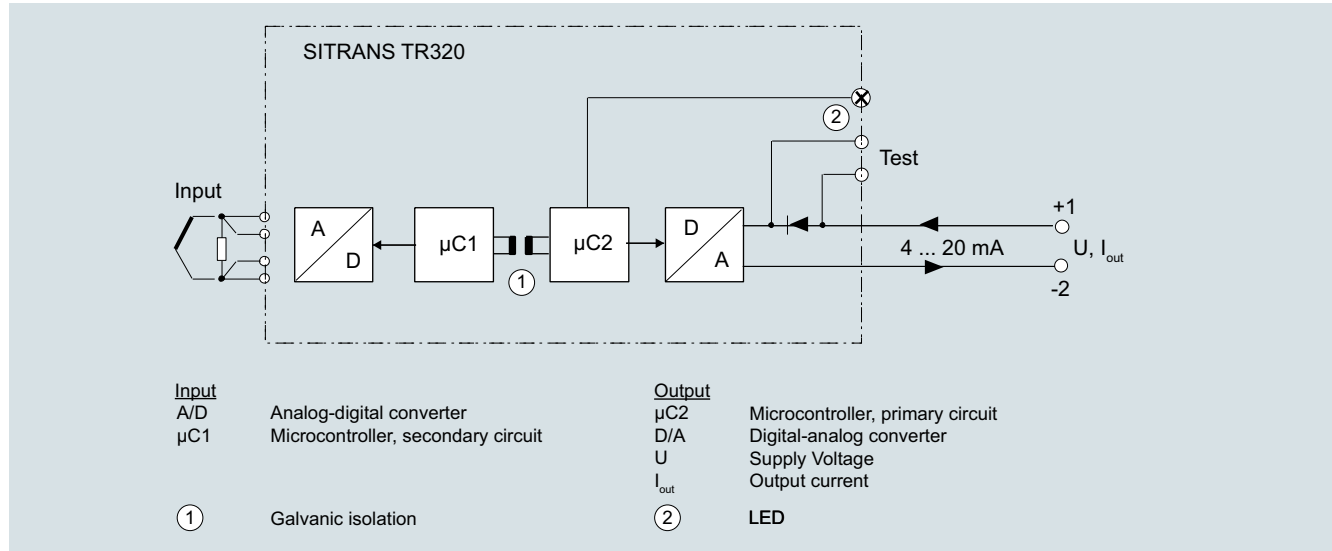 SITRANS TR320
2
Test
Input
A
D
µC1
1
µC2
D
A
4 ... 20 mA
+1
U, Iout
-2
Input
A/D Analog-digital converter
µC1 Microcontroller, secondary circuit
1 Galvanic isolation
Output
µC2 Microcontroller, primary circuit
D/A Digital-analog converter
U Supply Voltage
Iout Output current
2 LED